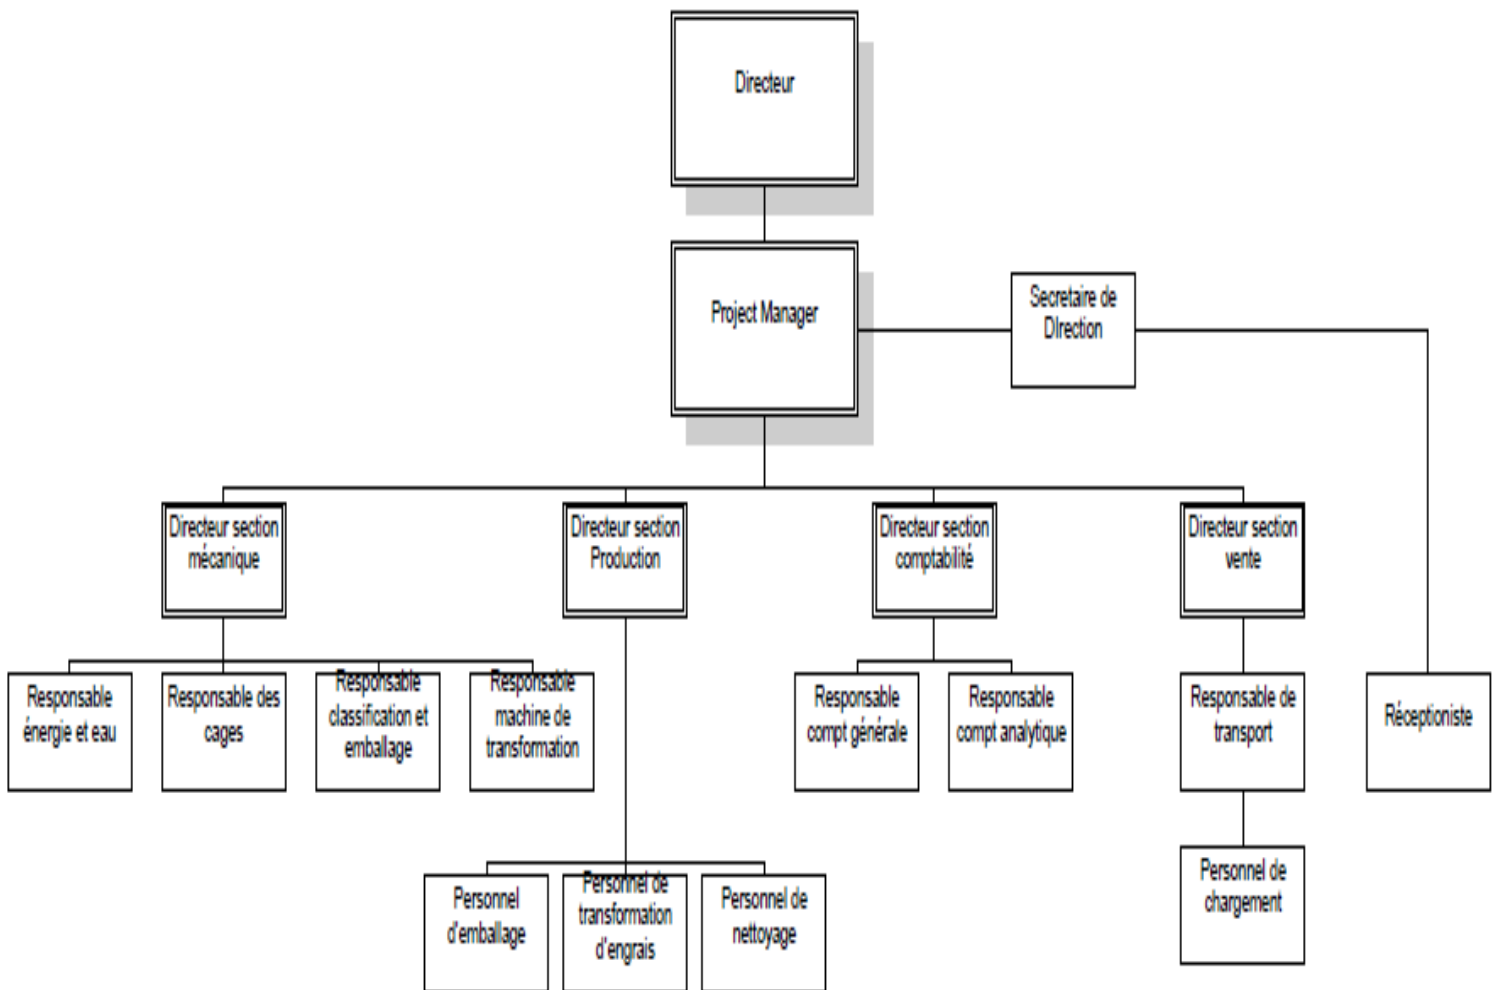 Directeur
Project Manager
Secretaire de
DIrection
Directeur section
mécanique
Directeur section
Production
Directeur section
comptabilité
Directeur section
vente
Responsable
énergie et eau
Responsable des
cages
Responsable
classification et
emballage
Responsable
machine de
transformation
Responsable
compt générale
Responsable
compt analytique
Responsable de
transport
Réceptioniste
Personnel
d'emballage
Personnel de
transformation
d'engrais
Personnel de
nettoyage
Personnel de
chargement